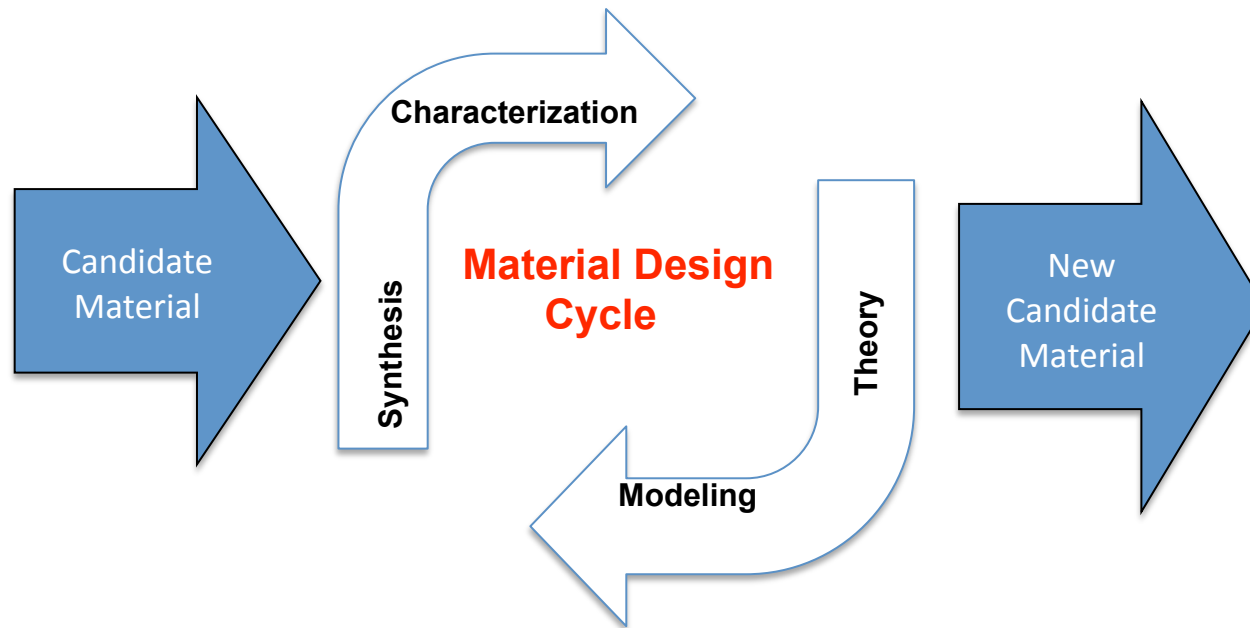 Candidate
Material
Synthesis
Characterization
Material Design
Cycle
Theory
Modeling
New
Candidate
Material